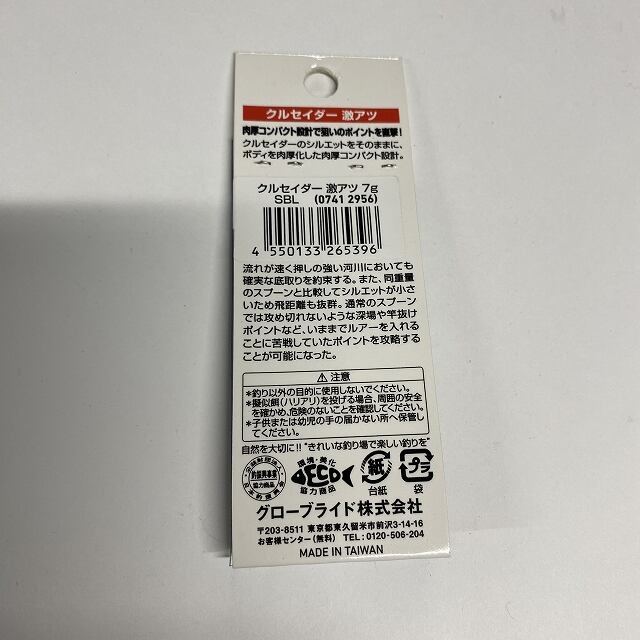 クルセイダー 激アツ
肉厚コンパクト設計で狙いのポイントを直撃!
クルセイダーのシルエットをそのままに、
ボディを肉厚化した肉厚コンパクト設計。
クルセイダー 激アツ 7g
SBL (0741 2956)
4 550133 265396
流れが速く押しの強い河川においても
確実な底取りを約束する。また、同重量
のスプーンと比較してシルエットが小さ
いため飛距離も抜群。通常のスプーン
では攻め切れないような深場や竿抜け
ポイントなど、いままでルアーを入れる
ことに苦戦していたポイントを攻略する
ことが可能になった。
⚠ 注意
*釣り以外の目的に使用しないでください。
*擬似餌(ハリアリ)を投げる場合、周囲の安全
を確かめ、危険のないことを確認してください。
*子供または幼児の手の届かない所へ保管し
てください。
自然を大切に!! "きれいな釣り場で楽しい釣りを"
釣振興事業
協力商品
環境・美化
ECO
協力商品
紙
台紙
プラ
袋
グローブライド株式会社
〒203-8511 東京都東久留米市前沢3-14-16
お客様センター(無料) TEL:0120-506-204
MADE IN TAIWAN